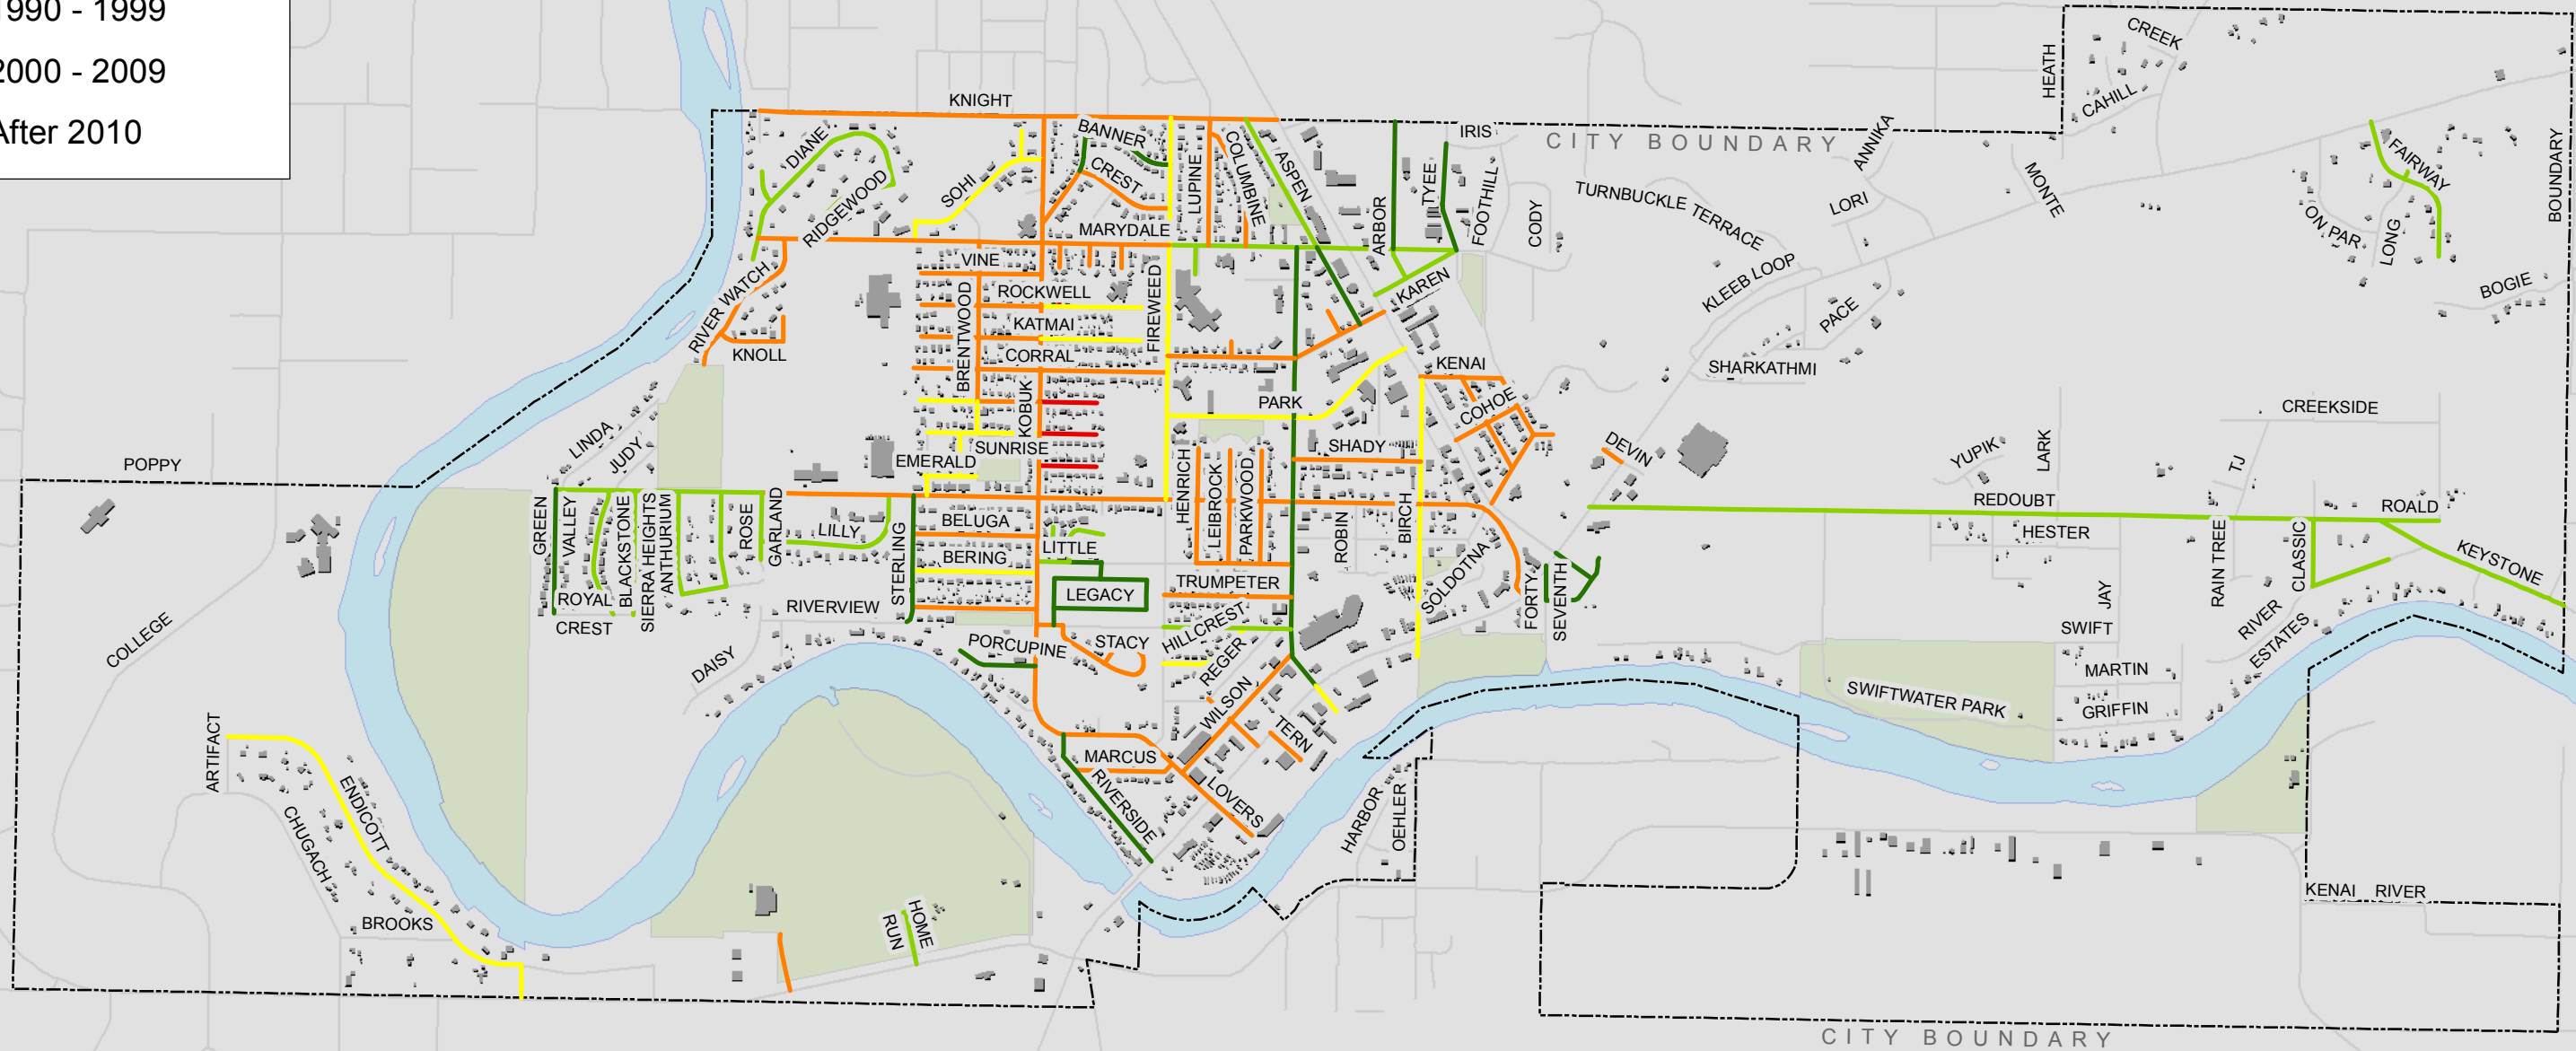 1990 - 1999
2000 - 2009
After 2010
KNIGHT
BANNER
DIANE
RIDGEWOOD
SOHI
CREST
LUPINE
COLUMBINE
ASPEN
MARYDALE
ARBOR
TYEE
IRIS
FOOTHILL
CODY
CITY BOUNDARY
TURNBUCKLE TERRACE
ANNIKA
LORI
MONTE
HEATH
CREEK
CAHILL
FAIRWAY
ON PAR
LONG
BOUNDARY
BOGIE
RIVER WATCH
KNOLL
VINE
ROCKWELL
KATMAI
CORRAL
BRENTWOOD
KOBUK
FIREWEED
KAREN
KLEEB LOOP
PACE
SHARKATHMI
KENAI
COHOE
PARK
SHADY
SUNRISE
EMERALD
LINDA
JUDY
POPPY
DEVIN
CREEKSIDE
YUPIK
LARK
TJ
REDOUBT
ROALD
HESTER
GREEN
VALLEY
BLACKSTONE
SIERRA HEIGHTS
ANTHURIUM
ROSE
GARLAND
LILLY
STERLING
BELUGA
BERING
LITTLE
HENRICH
LEIBROCK
PARKWOOD
ROBIN
BIRCH
SOLDOTNA
FORTY
SEVENTH
RAIN TREE
CLASSIC
KEYSTONE
ROYAL
CREST
RIVERVIEW
LEGACY
TRUMPETER
HILLCREST
REGER
JAY
SWIFT
RIVER
ESTATES
COLLEGE
DAISY
PORCUPINE
STACY
WILSON
TERN
MARTIN
GRIFFIN
SWIFTWATER PARK
ARTIFACT
ENDICOTT
CHUGACH
BROOKS
MARCUS
RIVERSIDE
LOVERS
HARBOR
OEHLER
HOME
RUN
KENAI RIVER
CITY BOUNDARY